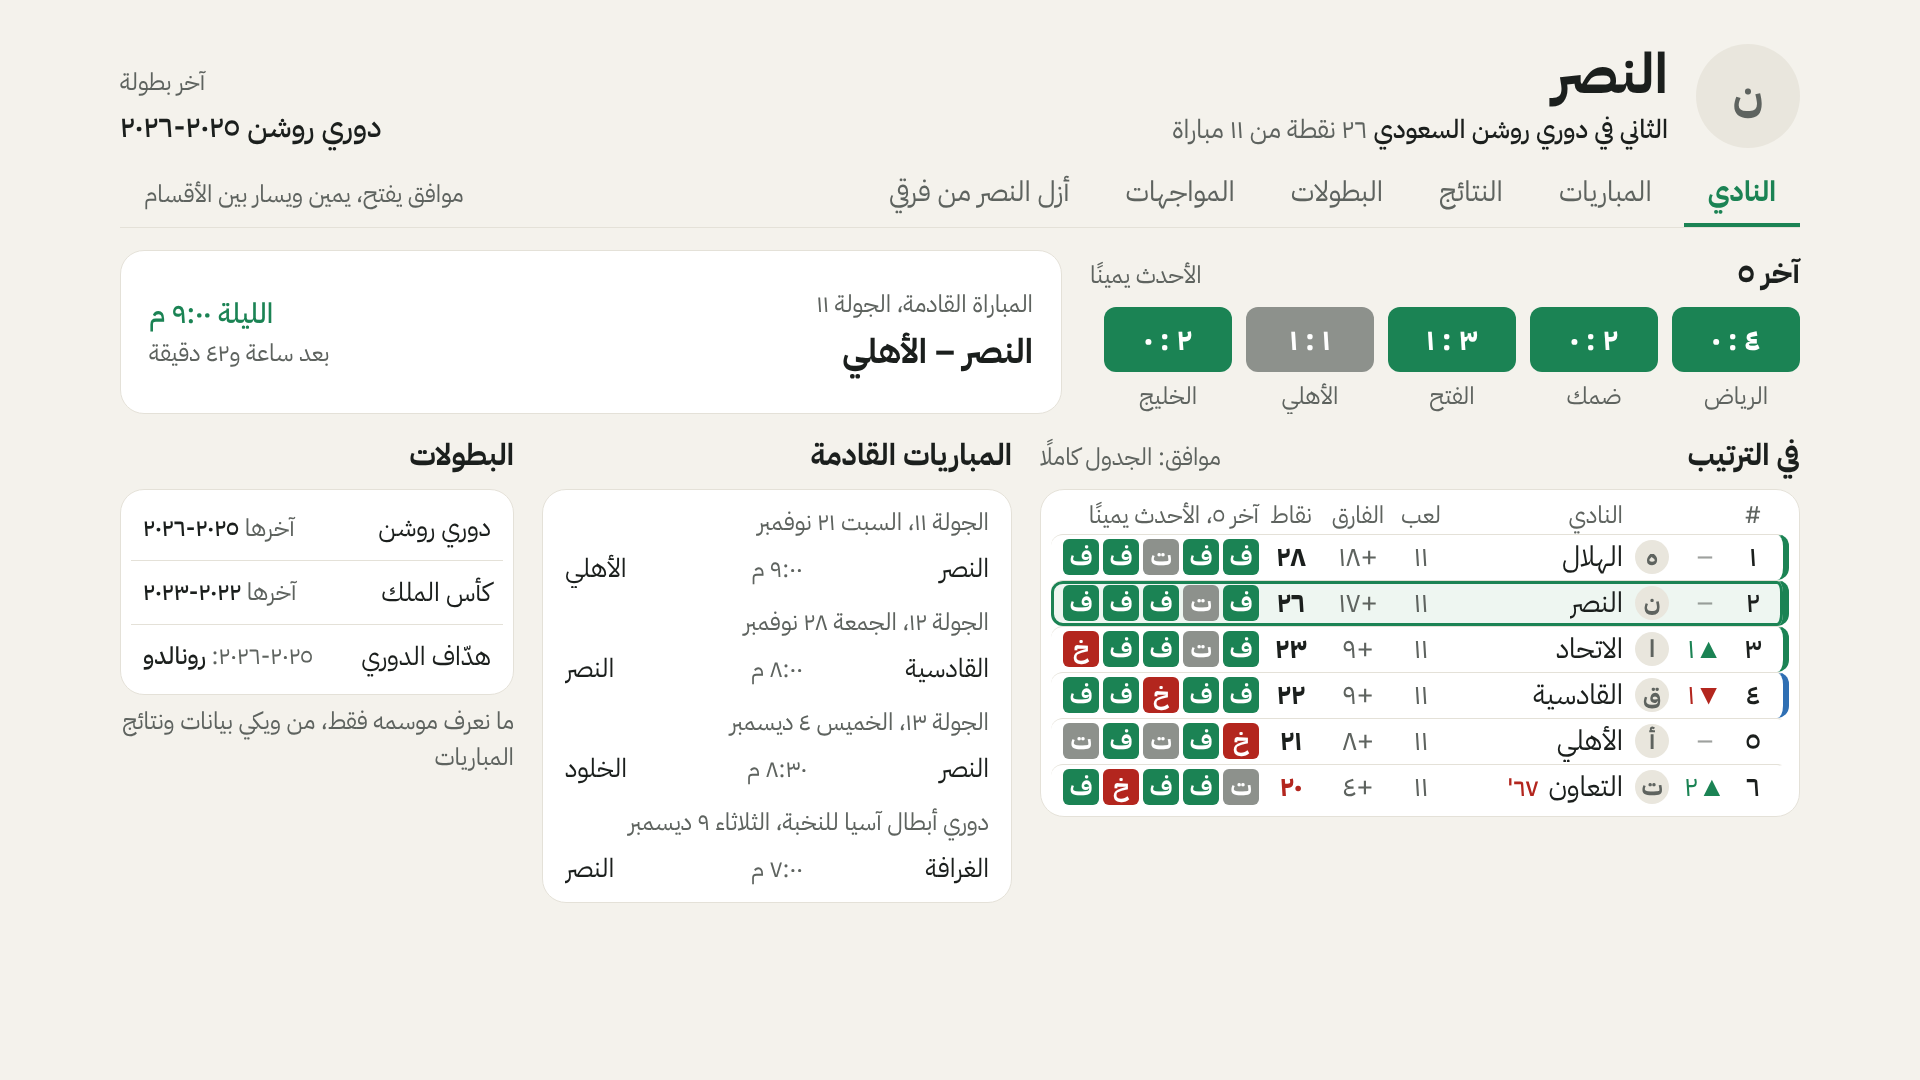 ن
النصر
الثاني في دوري روشن السعودي ٢٦ نقطة من ١١ مباراة
آخر بطولة
دوري روشن ٢٠٢٥-٢٠٢٦
النادي
المباريات
النتائج
البطولات
المواجهات
أزل النصر من فرقي
موافق يفتح، يمين ويسار بين الأقسام
آخر ٥
الأحدث يمينًا
٤ : ٠
الرياض
٢ : ٠
ضمك
٣ : ١
الفتح
١ : ١
الأهلي
٢ : ٠
الخليج
المباراة القادمة، الجولة ١١
النصر – الأهلي
الليلة ٩:٠٠ م
بعد ساعة و٤٢ دقيقة
في الترتيب
موافق: الجدول كاملًا
# النادي لعب الفارق نقاط آخر ٥، الأحدث يمينًا
١ – ه الهلال ١١ +١٨ ٢٨ ف ف ت ف ف
٢ – ن النصر ١١ +١٧ ٢٦ ف ت ف ف ف
٣ ▲١ ا الاتحاد ١١ +٩ ٢٣ ف ت ف ف خ
٤ ▼١ ق القادسية ١١ +٩ ٢٢ ف ف خ ف ف
٥ – أ الأهلي ١١ +٨ ٢١ خ ف ت ف ت
٦ ▲٢ ت التعاون ٦٧' ١١ +٤ ٢٠ ت ف ف خ ف
المباريات القادمة
الجولة ١١، السبت ٢١ نوفمبر
النصر ٩:٠٠ م الأهلي
الجولة ١٢، الجمعة ٢٨ نوفمبر
القادسية ٨:٠٠ م النصر
الجولة ١٣، الخميس ٤ ديسمبر
النصر ٨:٣٠ م الخلود
دوري أبطال آسيا للنخبة، الثلاثاء ٩ ديسمبر
الغرافة ٧:٠٠ م النصر
البطولات
دوري روشن آخرها ٢٠٢٥-٢٠٢٦
كأس الملك آخرها ٢٠٢٢-٢٠٢٣
هدّاف الدوري ٢٠٢٥-٢٠٢٦: رونالدو
ما نعرف موسمه فقط، من ويكي بيانات ونتائج
المباريات